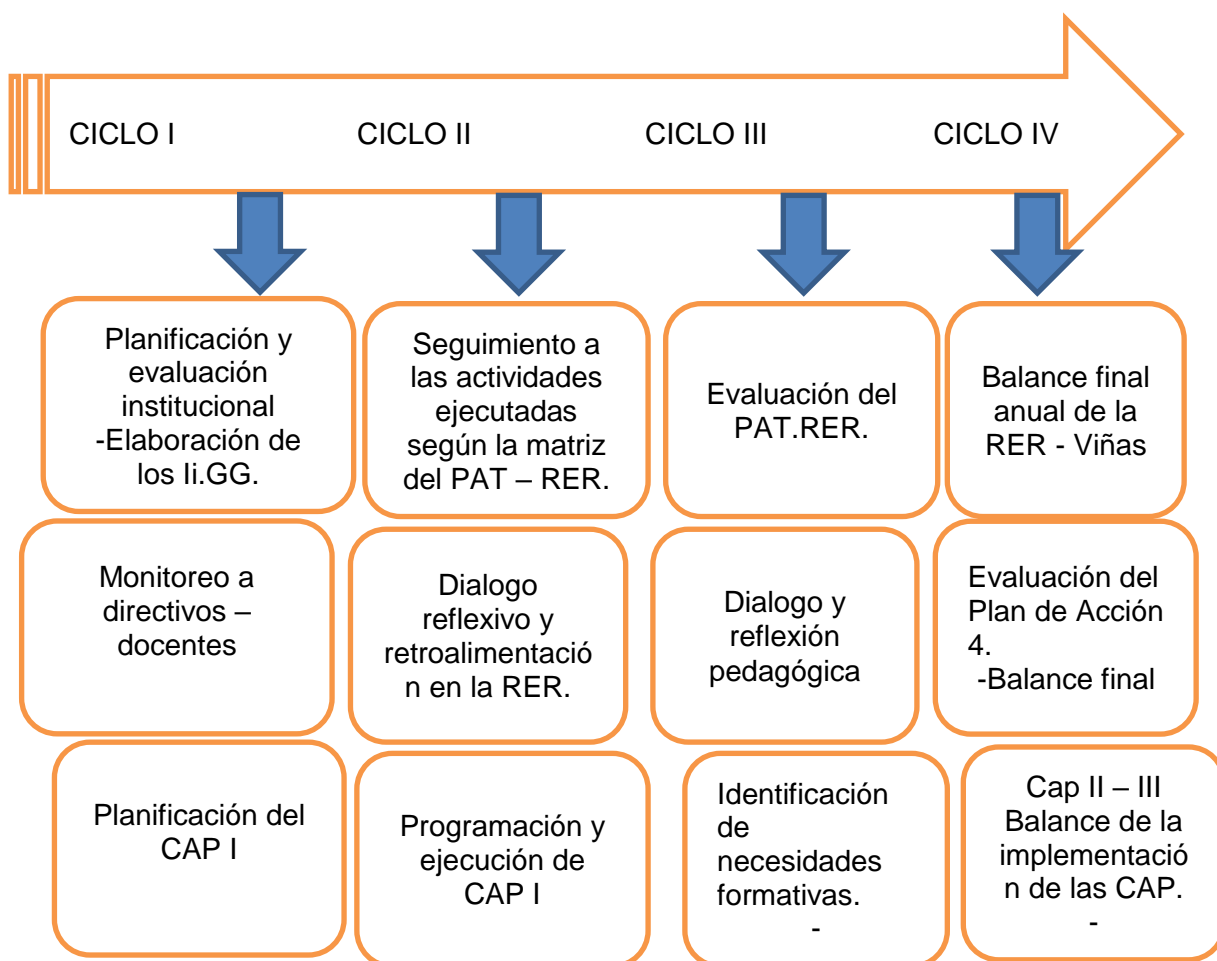 CICLO I
CICLO II
CICLO III
CICLO IV
Planificación y
evaluación
institucional
-Elaboración de
los Ii.GG.
Seguimiento a
las actividades
ejecutadas
según la matriz
del PAT – RER.
Evaluación del
PAT.RER.
Balance final
anual de la
RER - Viñas
Monitoreo a
directivos –
docentes
Dialogo
reflexivo y
retroalimentació
n en la RER.
Dialogo y
reflexión
pedagógica
Evaluación del
Plan de Acción
4.
-Balance final
Planificación del
CAP I
Programación y
ejecución de
CAP I
Identificación
de
necesidades
formativas.
-
Cap II – III
Balance de la
implementació
n de las CAP.
-